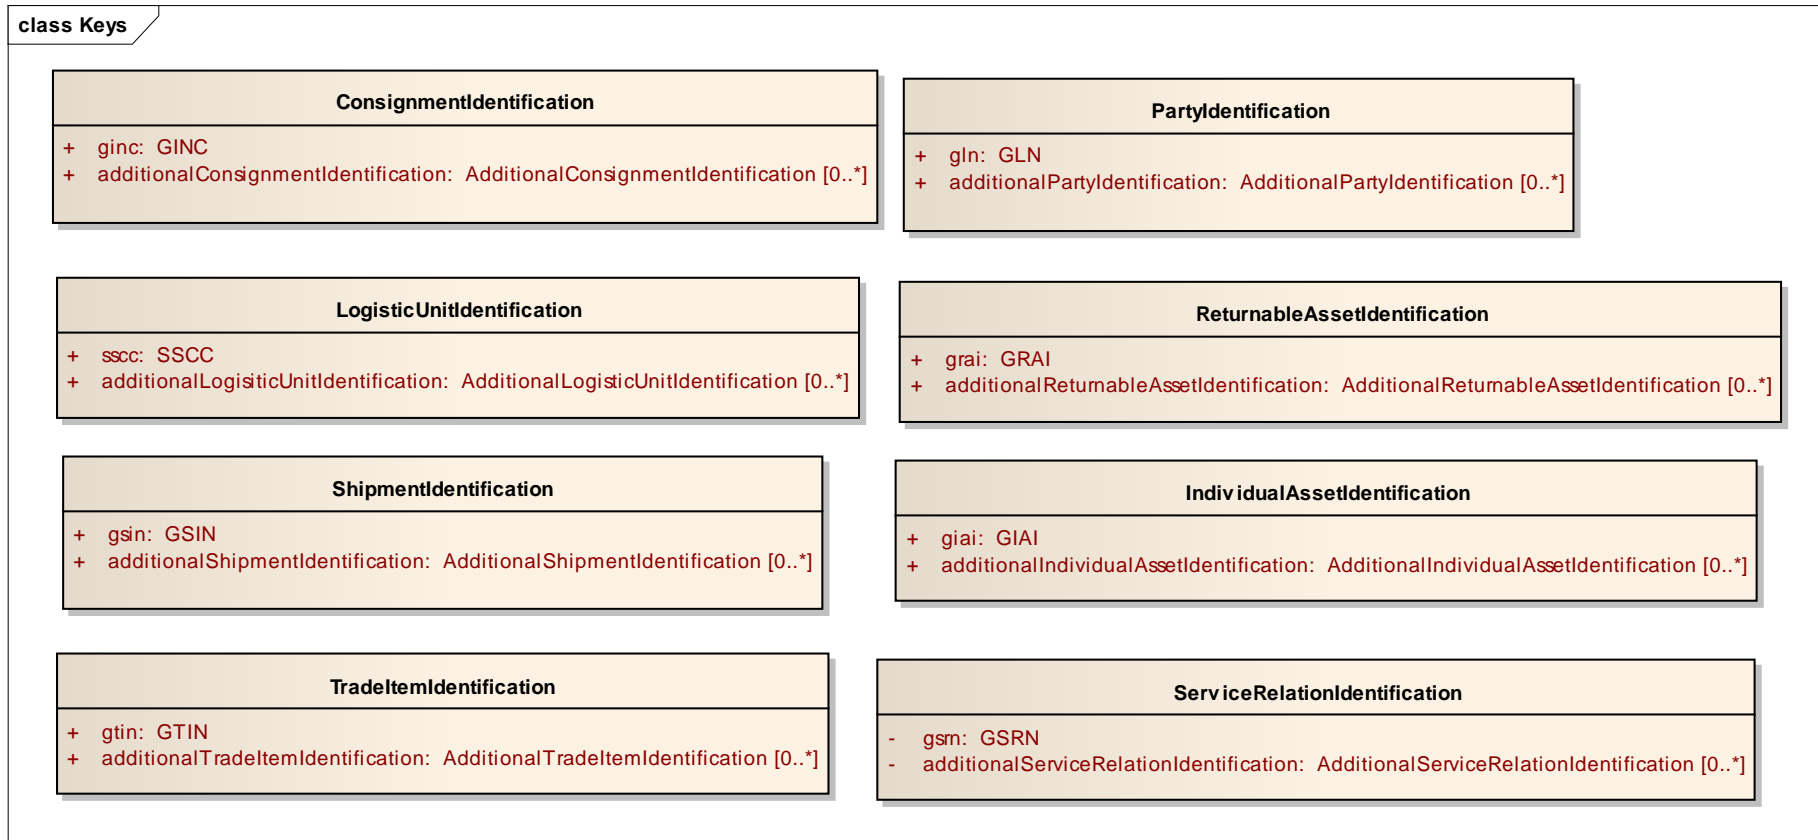 class Keys
ConsignmentIdentification
+ ginc: GINC
+ additionalConsignmentIdentification: AdditionalConsignmentIdentification [0..*]
PartyIdentification
+ gln: GLN
+ additionalPartyIdentification: AdditionalPartyIdentification [0..*]
LogisticUnitIdentification
+ sscc: SSCC
+ additionalLogisiticUnitIdentification: AdditionalLogisticUnitIdentification [0..*]
ReturnableAssetIdentification
+ grai: GRAI
+ additionalReturnableAssetIdentification: AdditionalReturnableAssetIdentification [0..*]
ShipmentIdentification
+ gsin: GSIN
+ additionalShipmentIdentification: AdditionalShipmentIdentification [0..*]
IndividualAssetIdentification
+ giai: GIAI
+ additionalIndividualAssetIdentification: AdditionalIndividualAssetIdentification [0..*]
TradeItemIdentification
+ gtin: GTIN
+ additionalTradeItemIdentification: AdditionalTradeItemIdentification [0..*]
ServiceRelationIdentification
- gsrn: GSRN
- additionalServiceRelationIdentification: AdditionalServiceRelationIdentification [0..*]